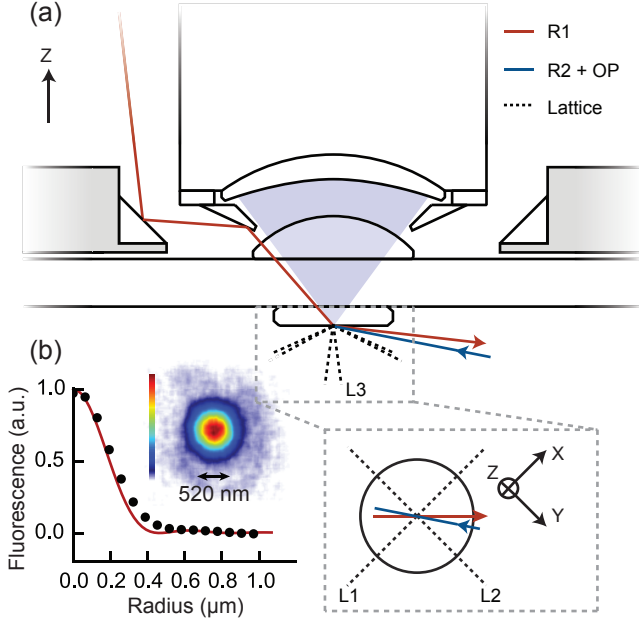 (a)
Z
R1
R2 + OP
Lattice
L3
(b)
Fluorescence (a.u.)
1.0
0.5
0.0
520 nm
0.0 0.2 0.4 0.6 0.8 1.0
Radius (μm)
Z
X
Y
L1
L2